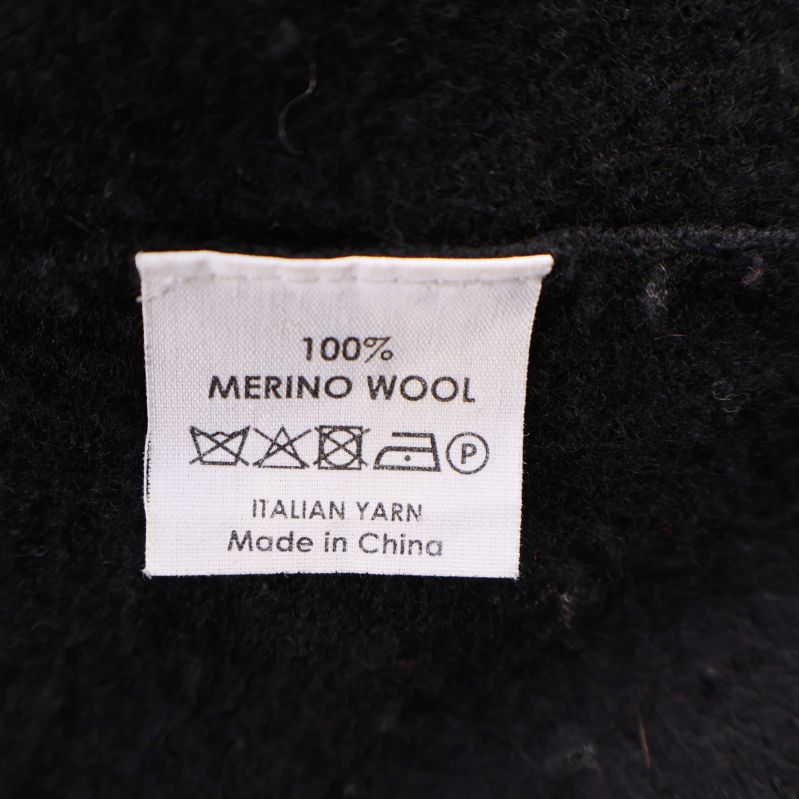 100%
MERINO WOOL
P
ITALIAN YARN
Made in China